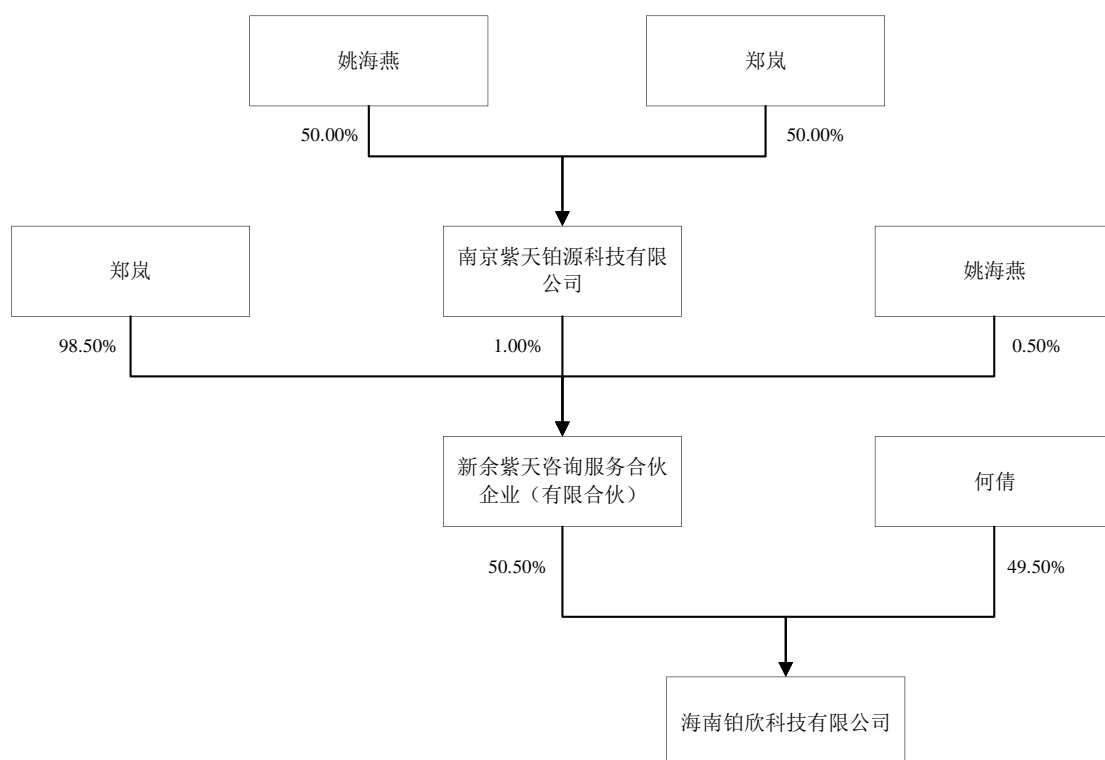 姚海燕
郑岚
50.00%
50.00%
郑岚
南京紫天铂源科技有限
公司
姚海燕
98.50%
1.00%
0.50%
新余紫天咨询服务合伙
企业（有限合伙）
何倩
50.50%
49.50%
海南铂欣科技有限公司